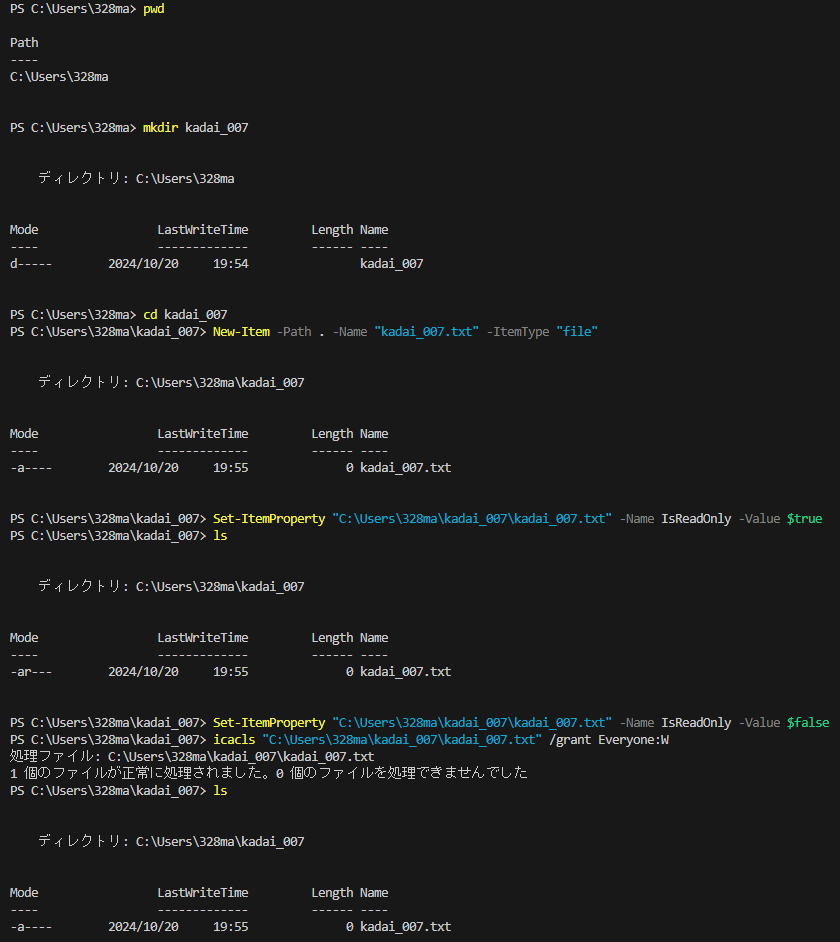 PS C:\Users\328ma> pwd
Path
----
C:\Users\328ma
PS C:\Users\328ma> mkdir kadai_007
ディレクトリ: C:\Users\328ma
Mode                 LastWriteTime         Length Name
----                 -------------         ------ ----
d-----        2024/10/20     19:54                kadai_007
PS C:\Users\328ma> cd kadai_007
PS C:\Users\328ma\kadai_007> New-Item -Path . -Name "kadai_007.txt" -ItemType "file"
ディレクトリ: C:\Users\328ma\kadai_007
Mode                 LastWriteTime         Length Name
----                 -------------         ------ ----
-a----        2024/10/20     19:55              0 kadai_007.txt
PS C:\Users\328ma\kadai_007> Set-ItemProperty "C:\Users\328ma\kadai_007\kadai_007.txt" -Name IsReadOnly -Value $true
PS C:\Users\328ma\kadai_007> ls
ディレクトリ: C:\Users\328ma\kadai_007
Mode                 LastWriteTime         Length Name
----                 -------------         ------ ----
-ar---        2024/10/20     19:55              0 kadai_007.txt
PS C:\Users\328ma\kadai_007> Set-ItemProperty "C:\Users\328ma\kadai_007\kadai_007.txt" -Name IsReadOnly -Value $false
PS C:\Users\328ma\kadai_007> icacls "C:\Users\328ma\kadai_007\kadai_007.txt" /grant Everyone:W
処理ファイル: C:\Users\328ma\kadai_007\kadai_007.txt
1 個のファイルが正常に処理されました。0 個のファイルを処理できませんでした
PS C:\Users\328ma\kadai_007> ls
ディレクトリ: C:\Users\328ma\kadai_007
Mode                 LastWriteTime         Length Name
----                 -------------         ------ ----
-a----        2024/10/20     19:55              0 kadai_007.txt